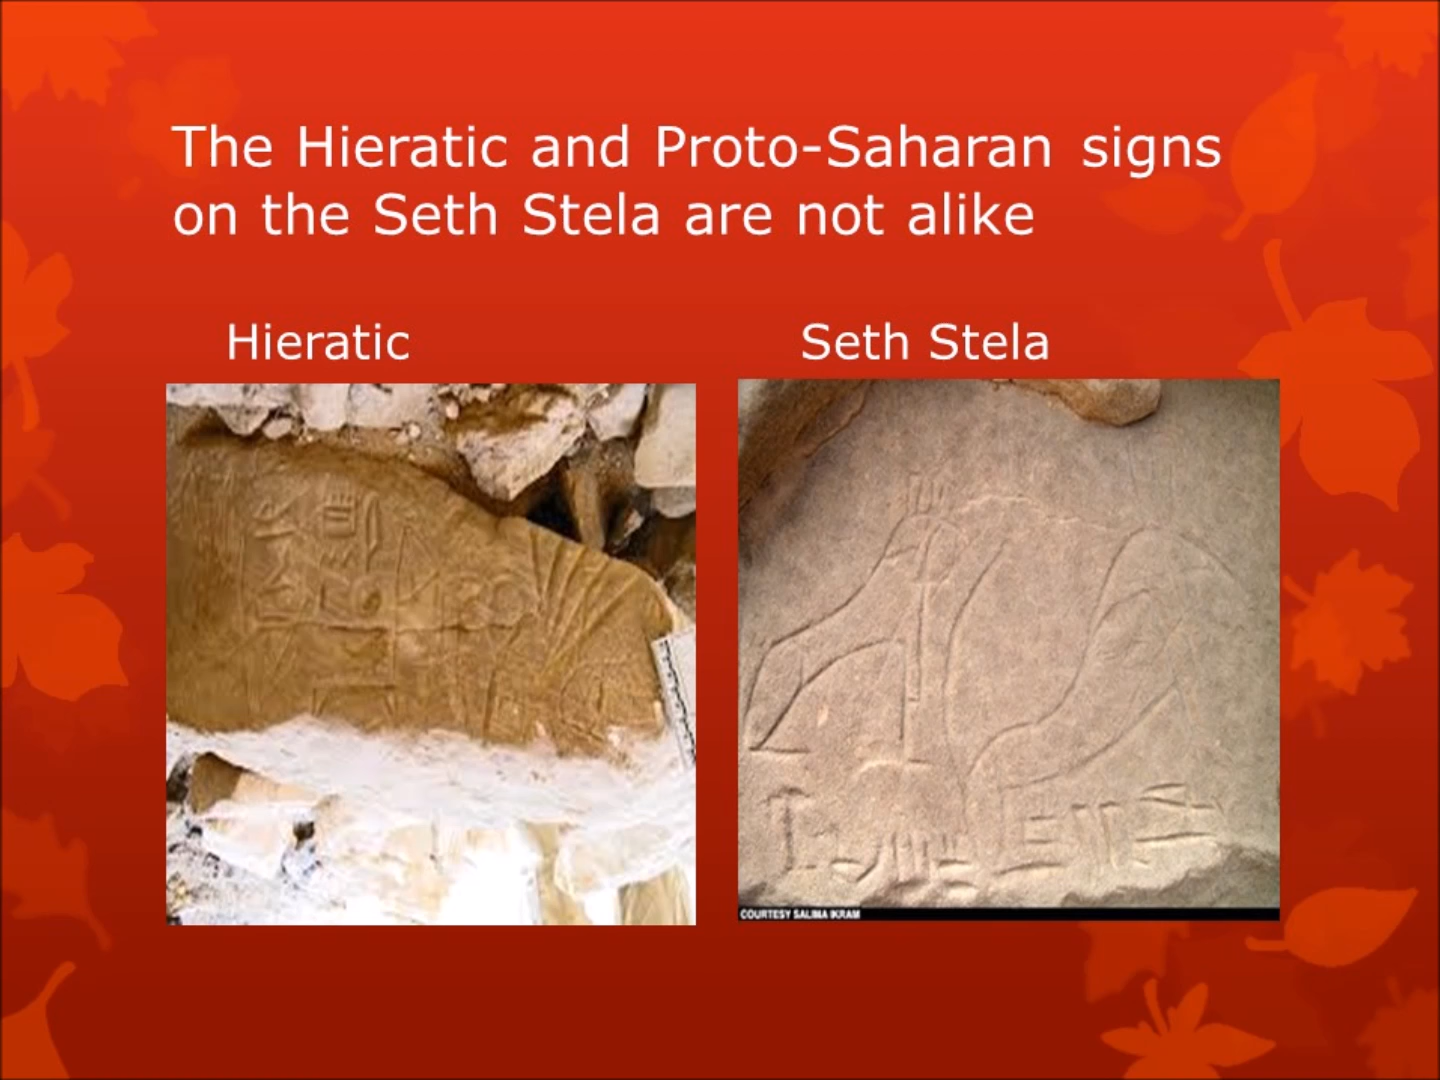 The Hieratic and Proto-Saharan signs
on the Seth Stela are not alike
Hieratic
Seth Stela
COURTESY SALIMA IKRAM